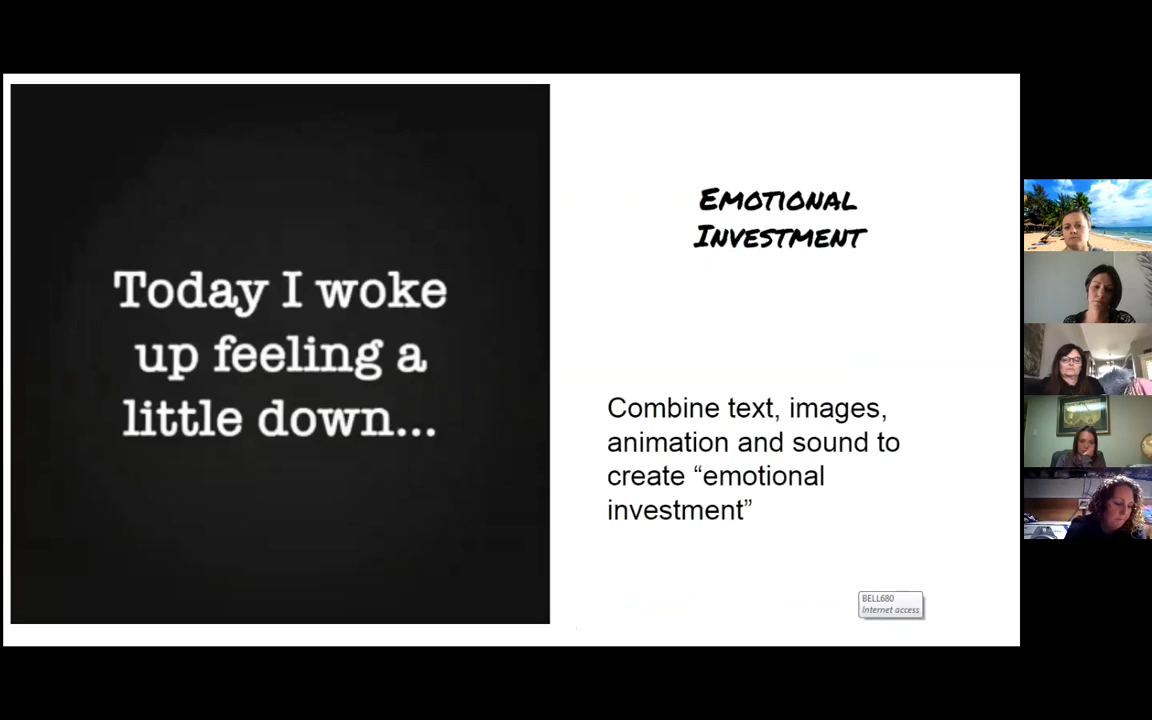 Today I woke
up feeling a
little down...
EMOTIONAL
INVESTMENT
Combine text, images,
animation and sound to
create “emotional
investment”
BELL680
Internet access